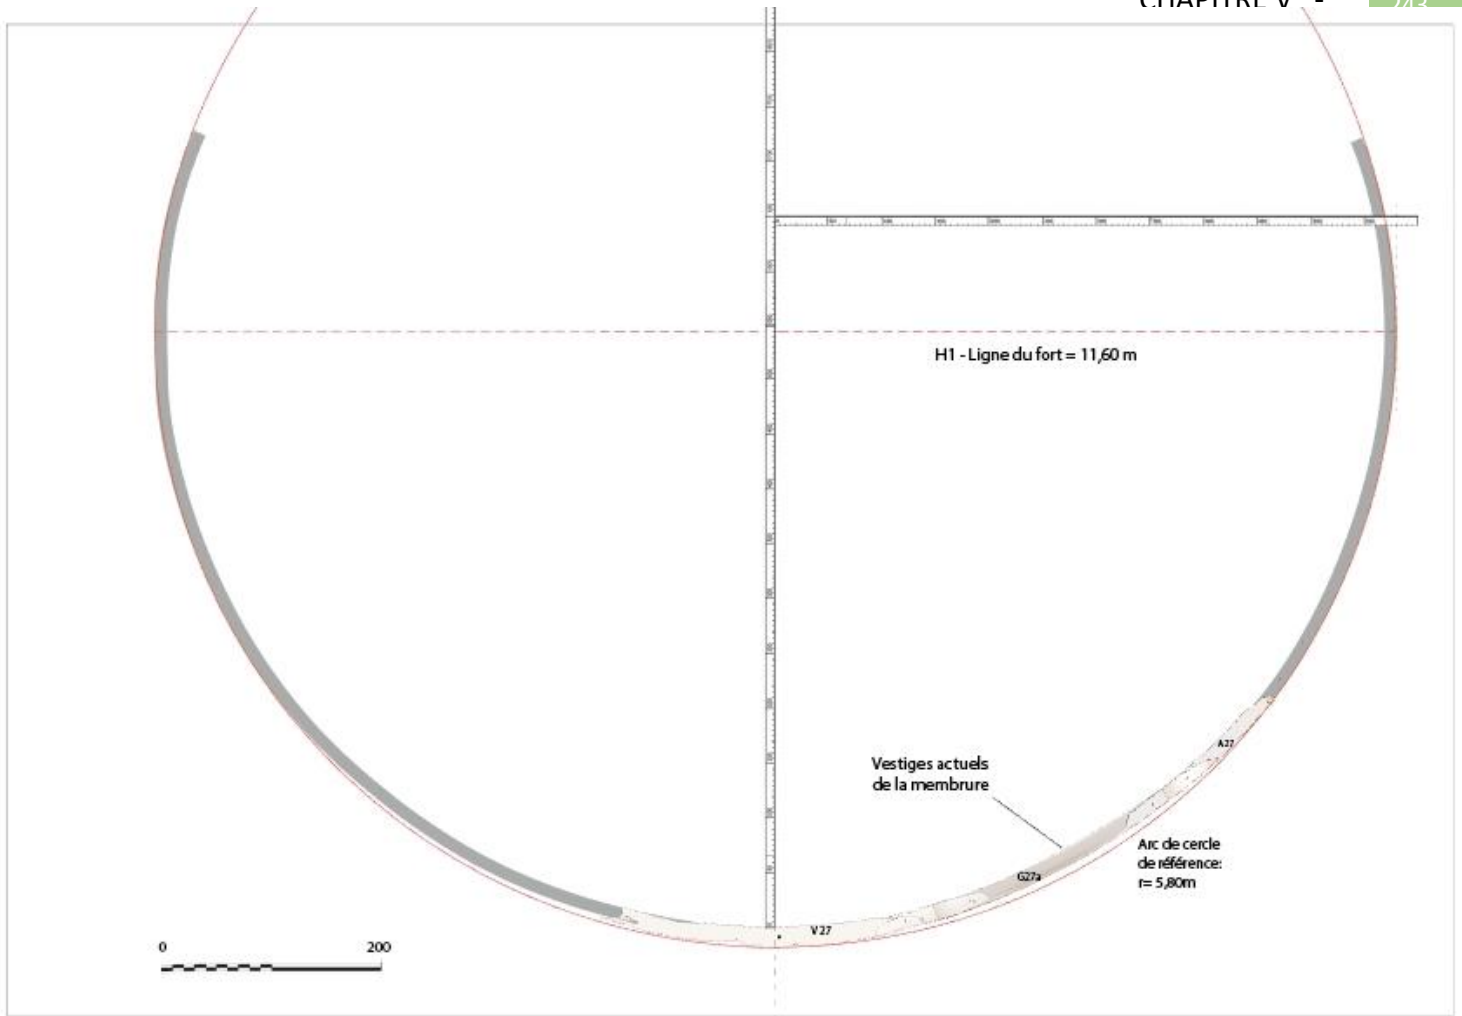 CHAPITRE V -
243
H1 - Ligne du fort = 11,60 m
A27
Vestiges actuels
de la membrure
Arc de cercle
de référence:
r= 5,80m
G27a
V27
0 200